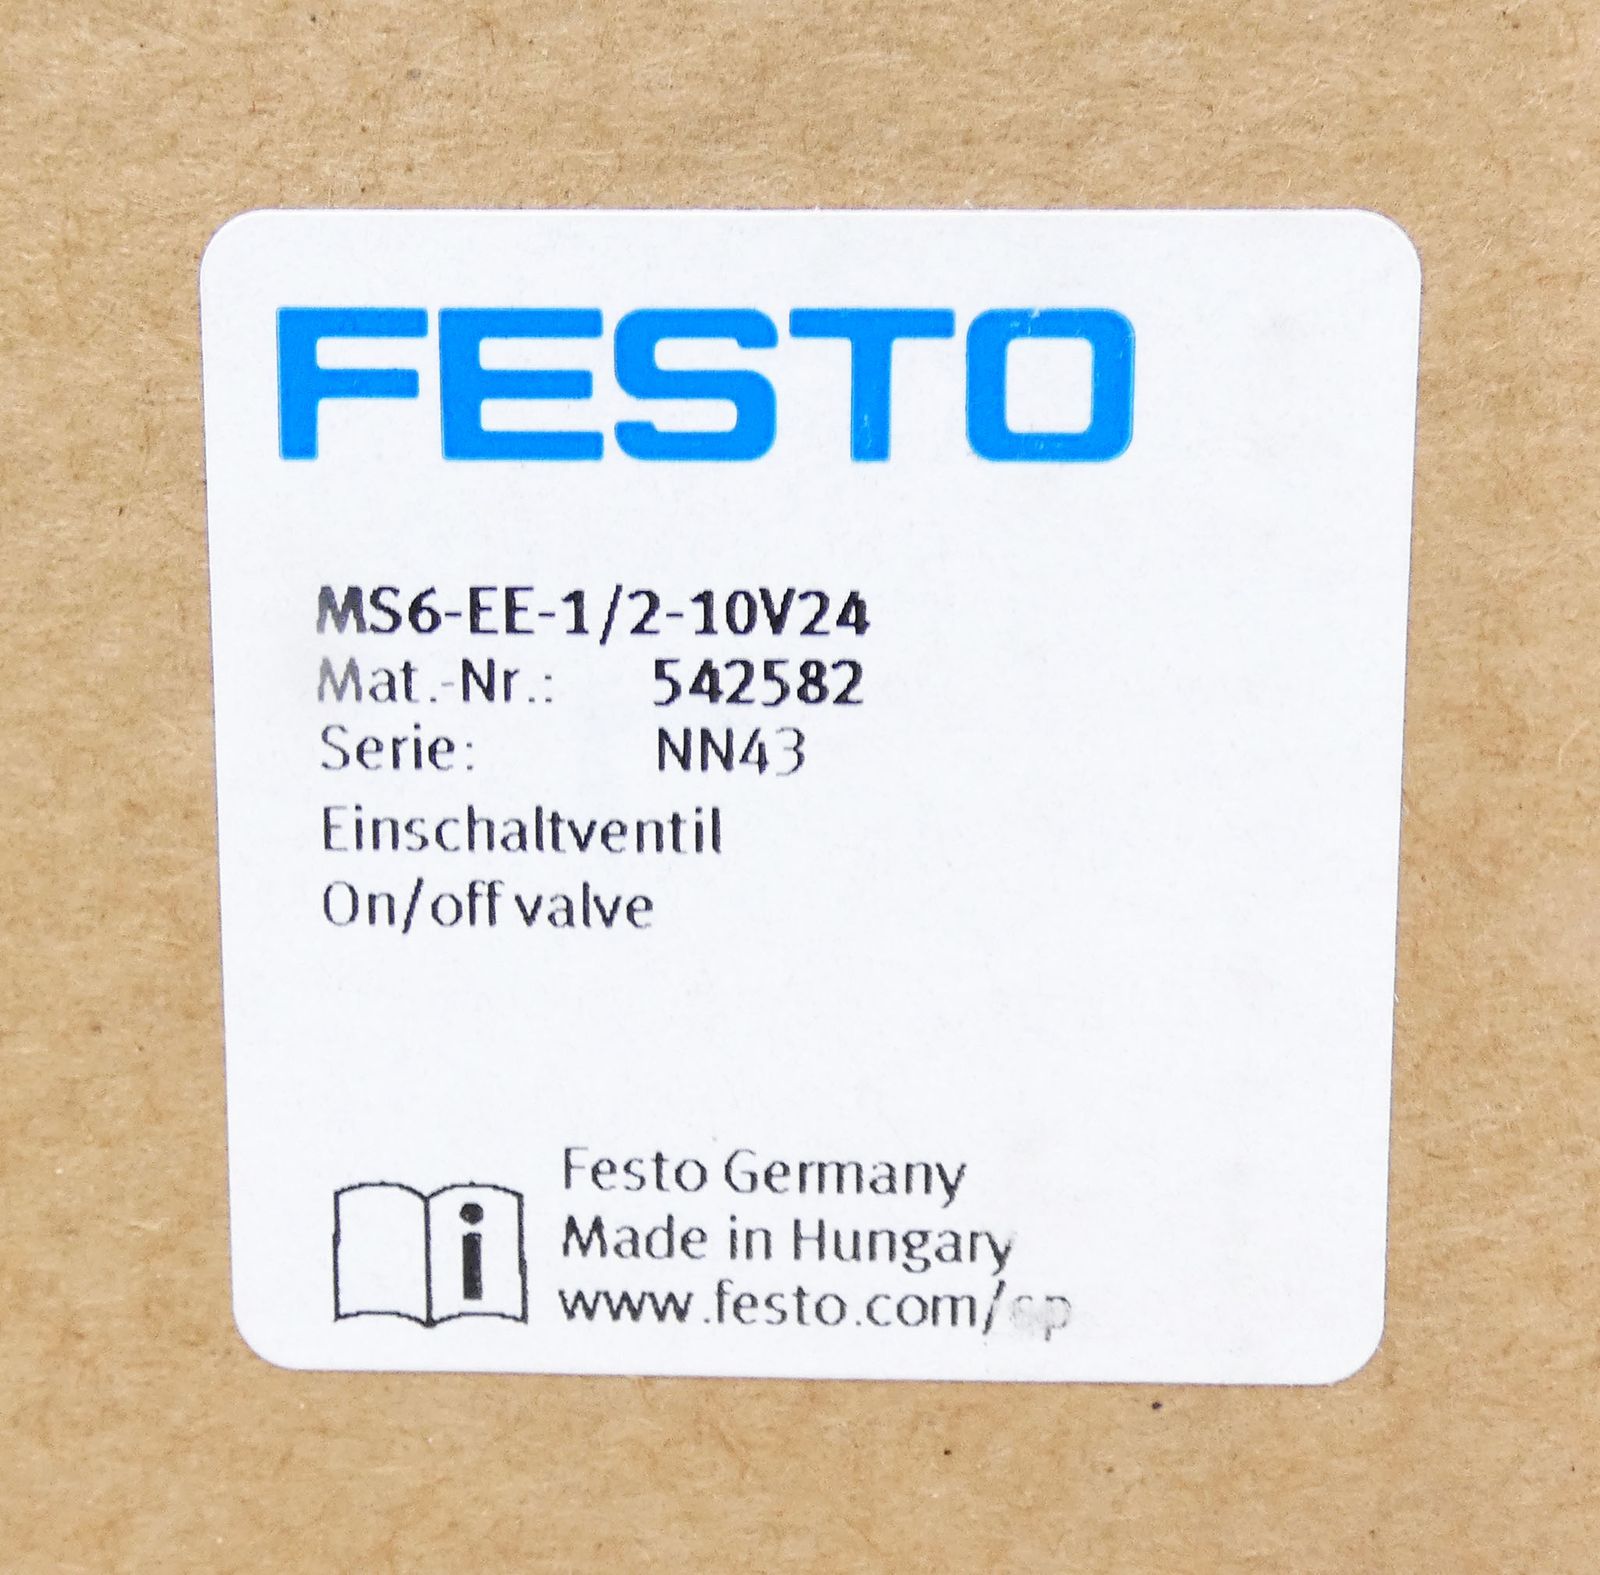 FESTO
MS6-EE-1/2-10V24
Mat.-Nr.: 542582
Serie: NN43
Einschaltventil
On/off valve
Festo Germany
Made in Hungary
www.festo.com/sp